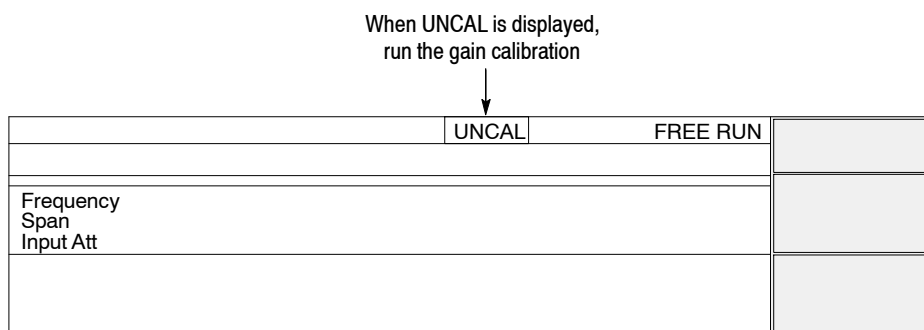 When UNCAL is displayed,
run the gain calibration
UNCAL
FREE RUN
Frequency
Span
Input Att